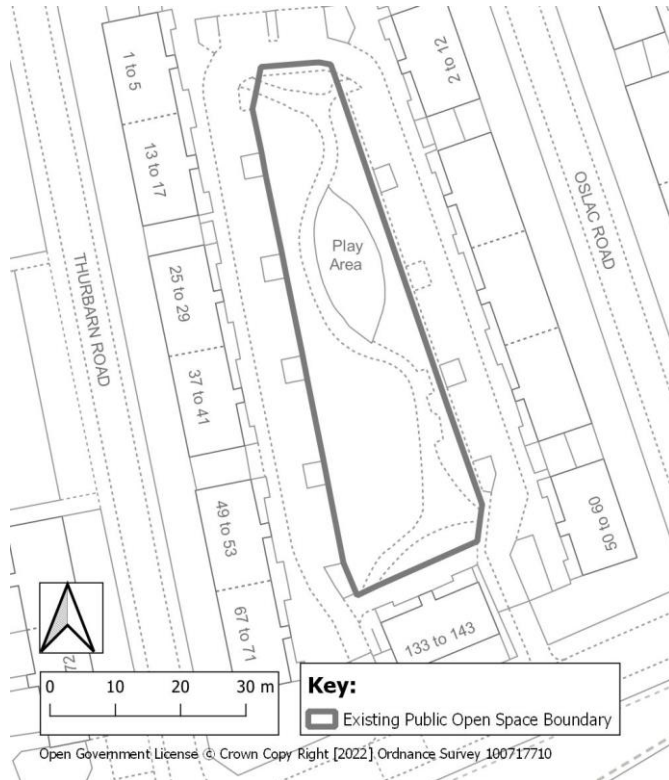 1 to 5
2 to 12
13 to 17
OSLAC ROAD
Play
Area
THURBARN ROAD
25 to 29
37 to 41
49 to 53
50 to 60
67 to 71
133 to 143
72
0 10 20 30 m
Key:
Existing Public Open Space Boundary
Open Government License © Crown Copy Right [2022] Ordnance Survey 100717710